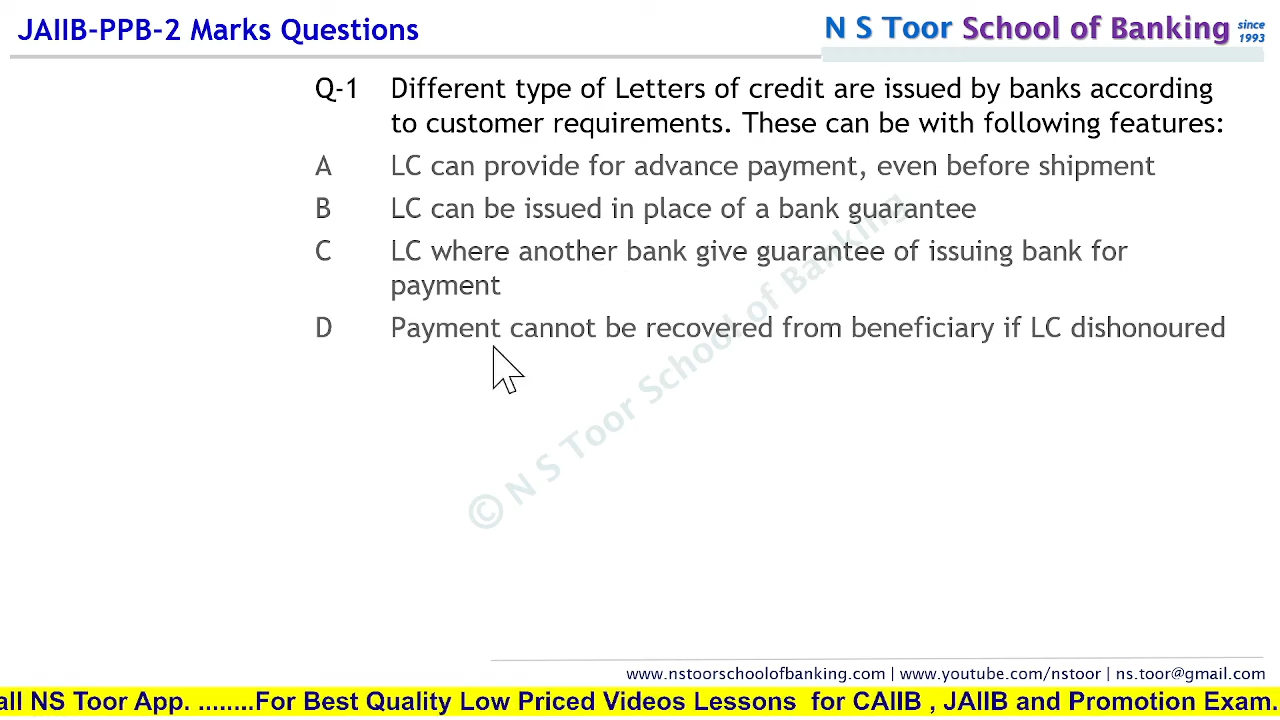 JAIIB-PPB-2 Marks Questions
N S Toor School of Banking since 1993
Q-1 Different type of Letters of credit are issued by banks according
to customer requirements. These can be with following features:
A LC can provide for advance payment, even before shipment
B LC can be issued in place of a bank guarantee
C LC where another bank give guarantee of issuing bank for
payment
D Payment cannot be recovered from beneficiary if LC dishonoured
© N S Toor School of Banking
www.nstoorschoolofbanking.com | www.youtube.com/nstoor | ns.toor@gmail.com
all NS Toor App. ........For Best Quality Low Priced Videos Lessons for CAIIB , JAIIB and Promotion Exam.